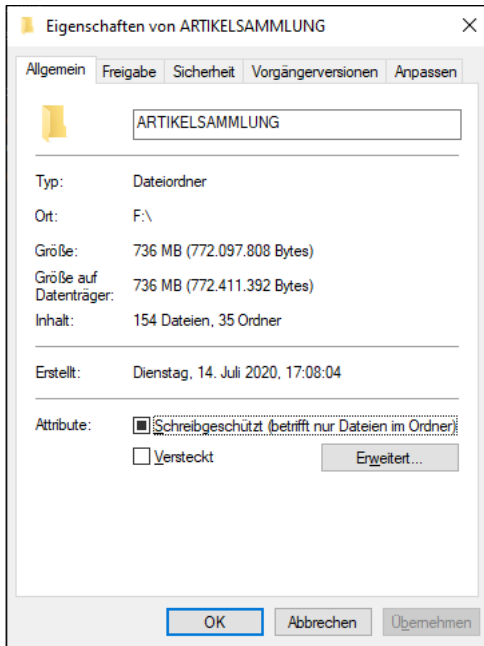 Eigenschaften von ARTIKELSAMMLUNG
Allgemein Freigabe Sicherheit Vorgängerversionen Anpassen
ARTIKELSAMMLUNG
Typ: Dateiordner
Ort: F:\
Größe: 736 MB (772.097.808 Bytes)
Größe auf
Datenträger: 736 MB (772.411.392 Bytes)
Inhalt: 154 Dateien, 35 Ordner
Erstellt: Dienstag, 14. Juli 2020, 17:08:04
Attribute: Schreibgeschützt (betrifft nur Dateien im Ordner)
Versteckt Erweitert...
OK Abbrechen Übernehmen